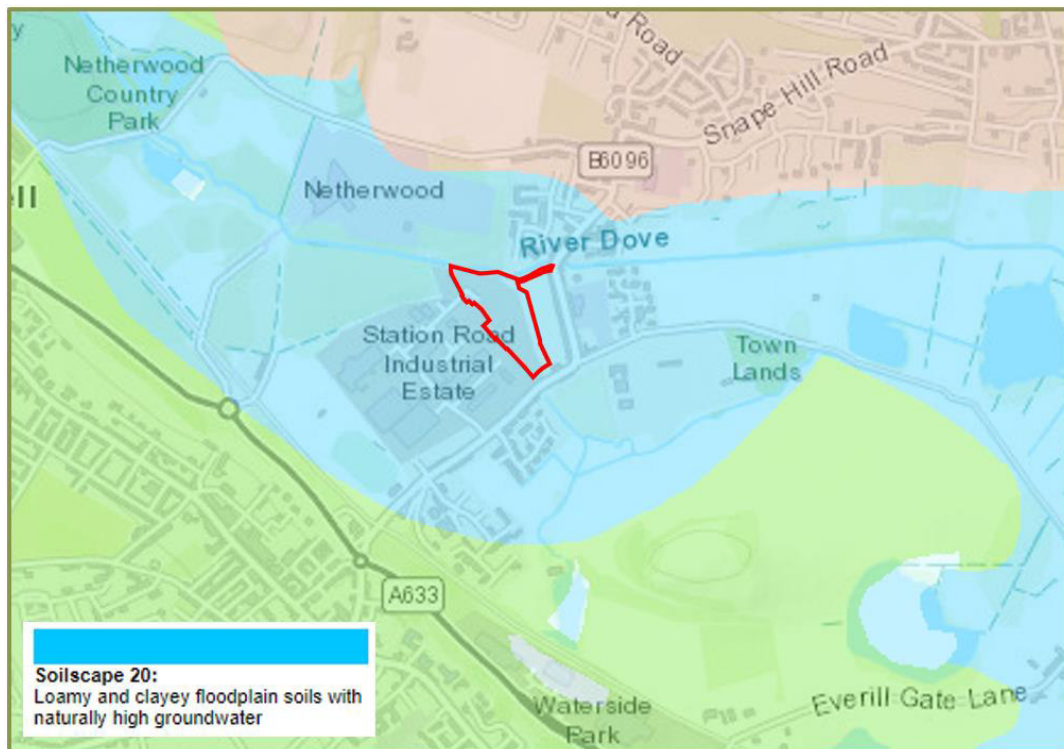 Netherwood
Country
Park
Road
Snape Hill Road
B6096
Netherwood
ell
River Dove
Station Road
Industrial
Estate
Town
Lands
A633
Soilscape 20:
Loamy and clayey floodplain soils with
naturally high groundwater
Waterside
Park
Everill Gate Lane